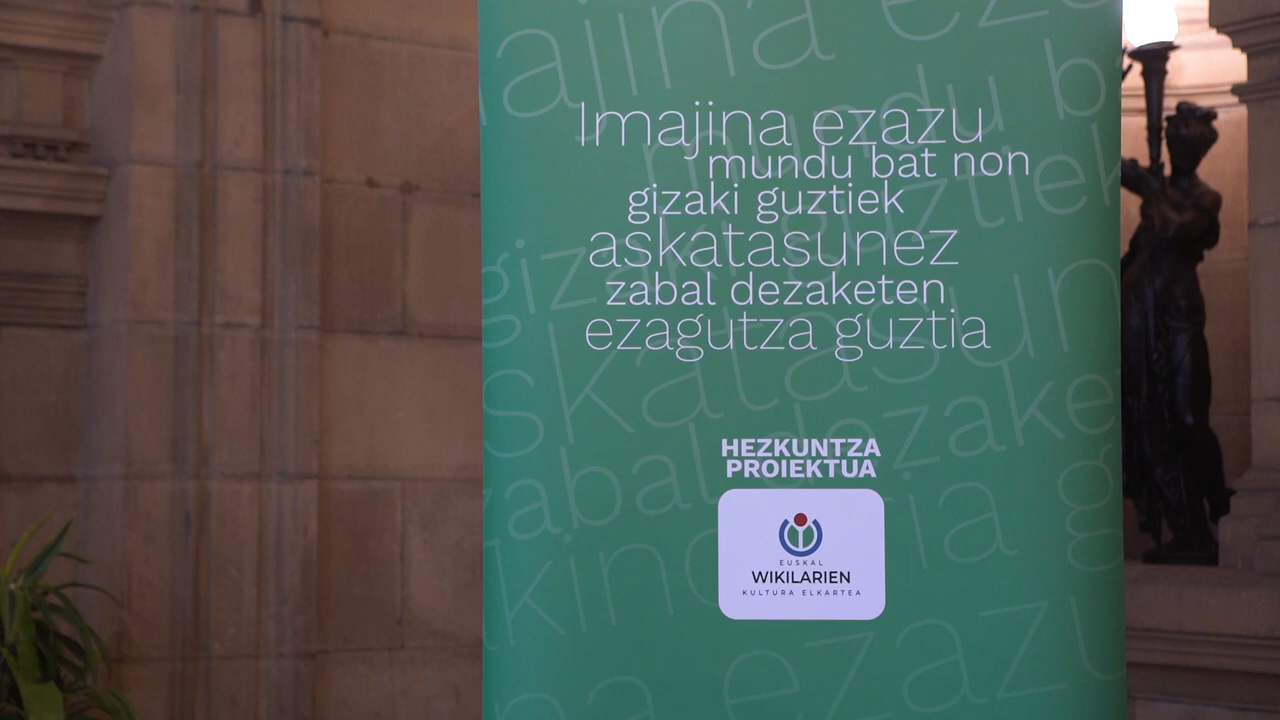 Imajina ezazu
mundu bat non
gizaki guztiek
askatasunez
zabal dezaketen
ezagutza guztia
HEZKUNTZA
PROIEKTUA
EUSKAL
WIKILARIEN
KULTURA ELKARTEA